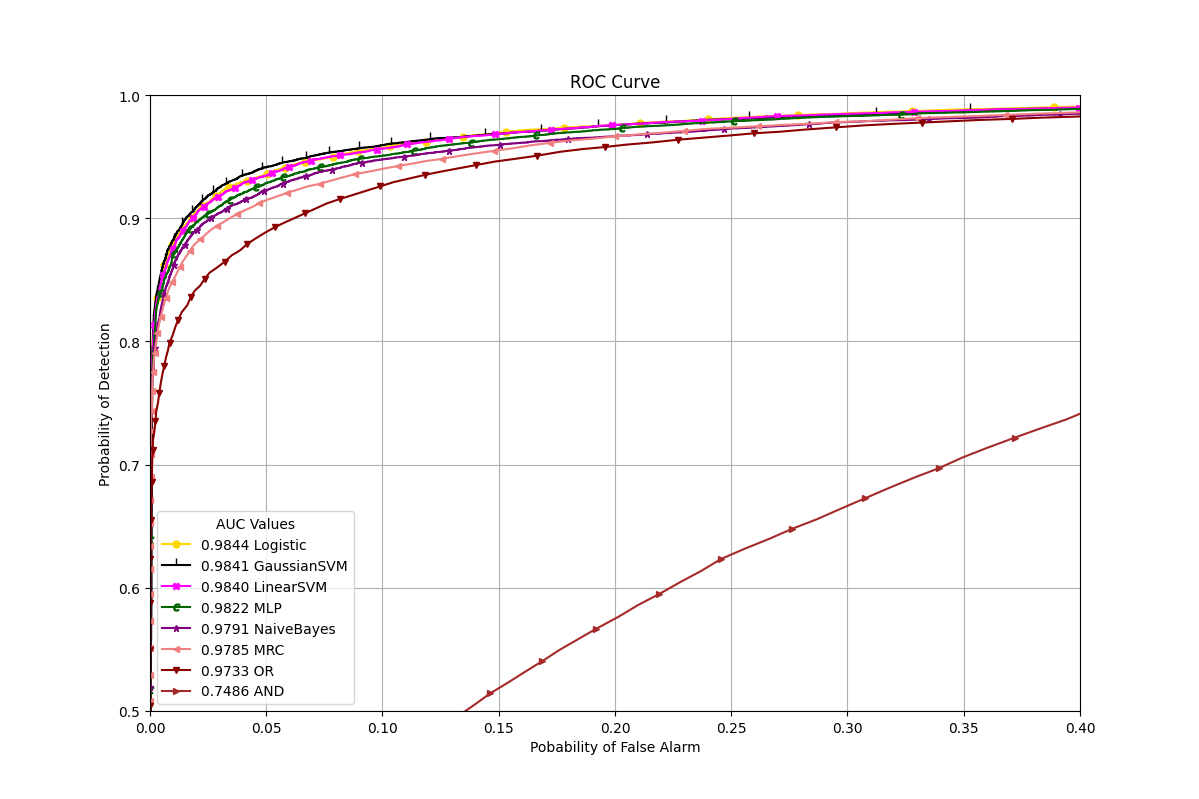 ROC Curve
1.0
0.9
0.8
0.7
0.6
0.5
Probability of Detection
AUC Values
0.9844 Logistic
0.9841 GaussianSVM
0.9840 LinearSVM
0.9822 MLP
0.9791 NaiveBayes
0.9785 MRC
0.9733 OR
0.7486 AND
0.00 0.05 0.10 0.15 0.20 0.25 0.30 0.35 0.40
Pobability of False Alarm